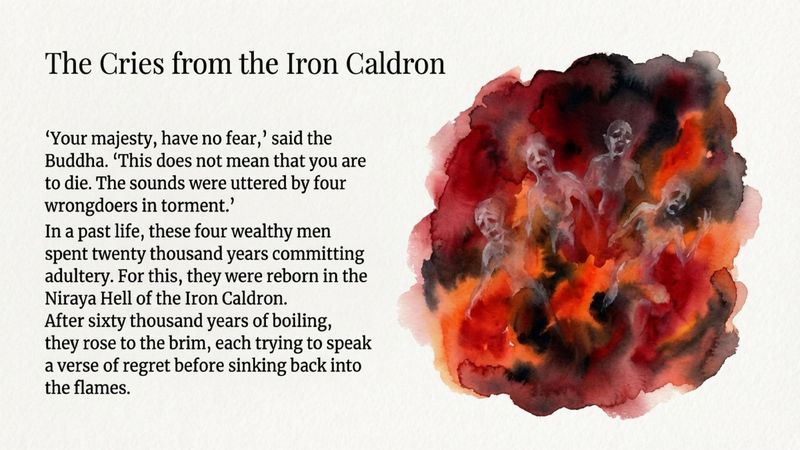 The Cries from the Iron Caldron
‘Your majesty, have no fear,’ said the
Buddha. ‘This does not mean that you are
to die. The sounds were uttered by four
wrongdoers in torment.’
In a past life, these four wealthy men
spent twenty thousand years committing
adultery. For this, they were reborn in the
Niraya Hell of the Iron Caldron.
After sixty thousand years of boiling,
they rose to the brim, each trying to speak
a verse of regret before sinking back into
the flames.